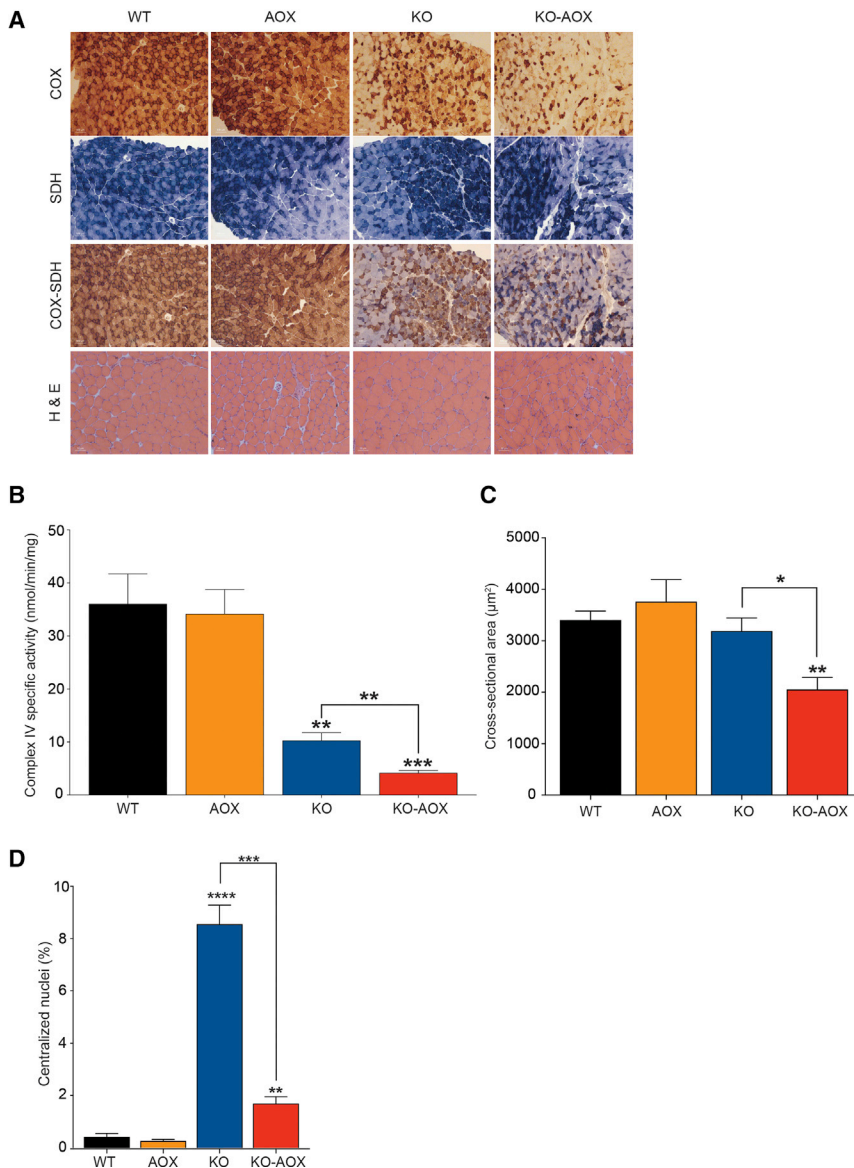 A
WT AOX KO KO-AOX
COX
SDH
COX-SDH
H & E
B
Complex IV specific activity (nmol/min/mg)
50
40
30
20
10
0
**
**
***
WT AOX KO KO-AOX
C
Cross-sectional area (µm²)
5000
4000
3000
2000
1000
0
*
**
WT AOX KO KO-AOX
D
Centralized nuclei (%)
10
8
6
4
2
0
***
****
**
WT AOX KO KO-AOX